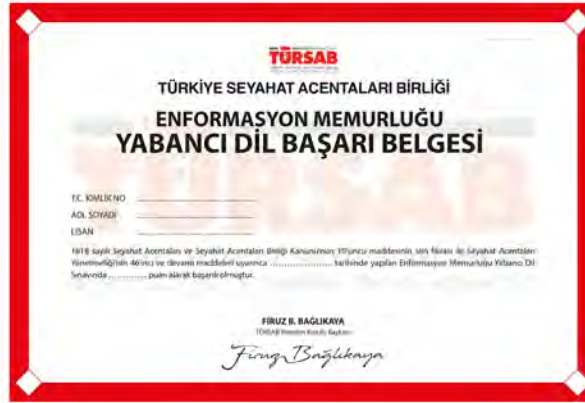 TÜRSAB
TÜRKİYE SEYAHAT ACENTALARI BİRLİĞİ
ENFORMASYON MEMURLUĞU
YABANCI DİL BAŞARI BELGESİ
T.C. KİMLİK NO
ADI, SOYADI
LİSAN
1618 sayılı Seyahat Acentaları ve Seyahat Acentaları Birliği Kanununun maddesinin son fıkrası ile Seyahat Acentaları
Yönetmeliği'nin 46'ıncı ve devamı maddeleri uyarınca ........................ tarihinde yapılan Enformasyon Memurluğu Yabancı Dil
Sınavında .............. puan alarak başarılı olmuştur.
FİRUZ B. BAĞLIKAYA
TÜRSAB Yönetim Kurulu Başkanı
Firuz Bağlıkaya